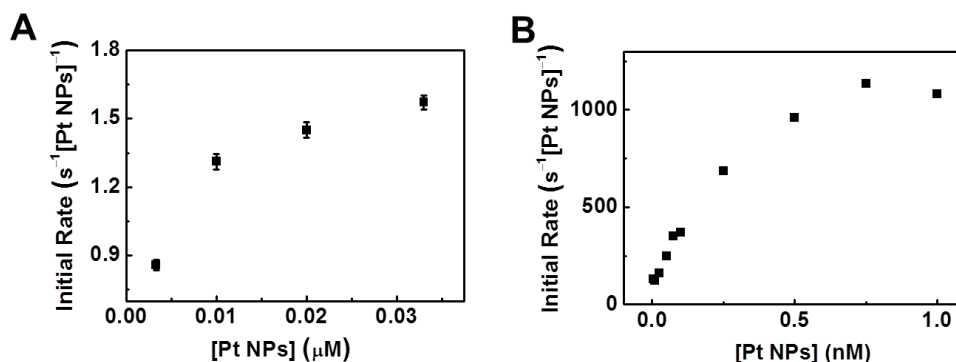 A
Initial Rate (s⁻¹[Pt NPs]⁻¹)
1.8
1.5
1.2
0.9
0.00
0.01
0.02
0.03
[Pt NPs] (μM)
B
Initial Rate (s⁻¹[Pt NPs]⁻¹)
1000
500
0
0.0
0.5
1.0
[Pt NPs] (nM)